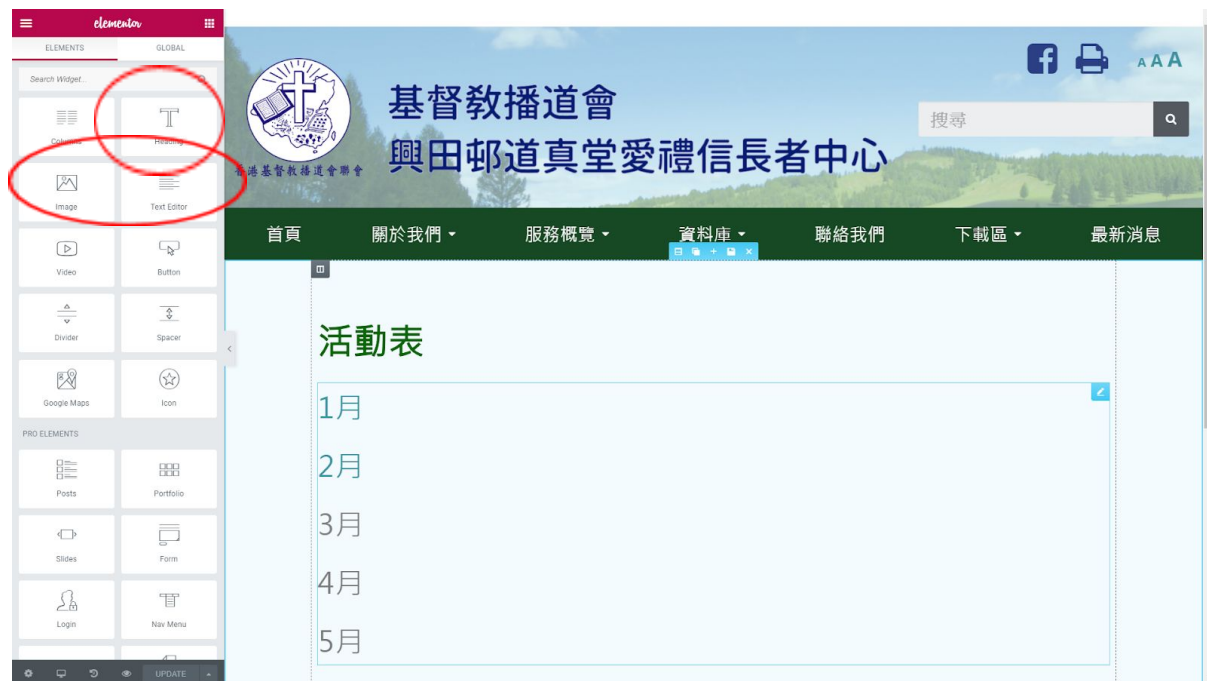 elementor
ELEMENTS GLOBAL
Search Widget...
Columns Heading
Image Text Editor
Video Button
Divider Spacer
Google Maps Icon
PRO ELEMENTS
Posts Portfolio
Slides Form
Login Nav Menu
UPDATE
香港基督教播道會聯會
基督教播道會
興田邨道真堂愛禮信長者中心
A A A
搜尋
首頁 關於我們 服務概覽 資料庫 聯絡我們 下載區 最新消息
活動表
1月
2月
3月
4月
5月